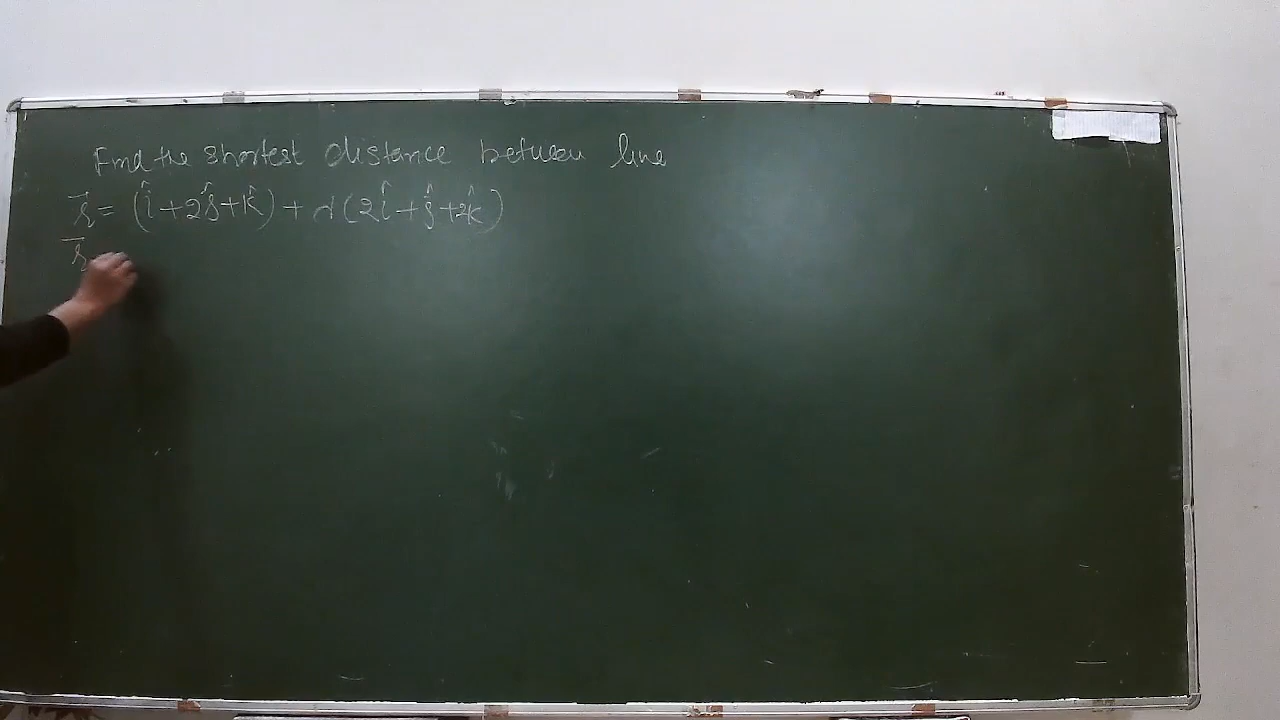 Find the shortest distance between line
r⃗ = (î + 2ĵ + k̂) + λ(2î + ĵ + 2k̂)
r⃗